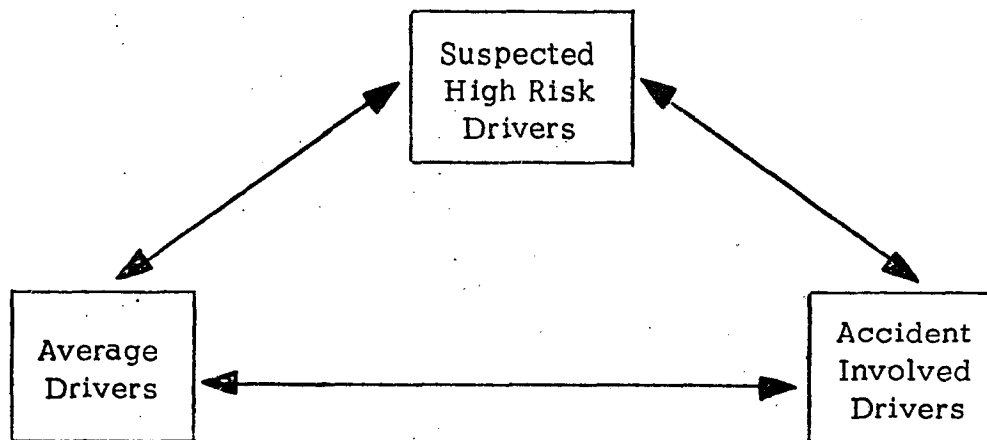 Suspected
High Risk
Drivers
Average
Drivers
Accident
Involved
Drivers